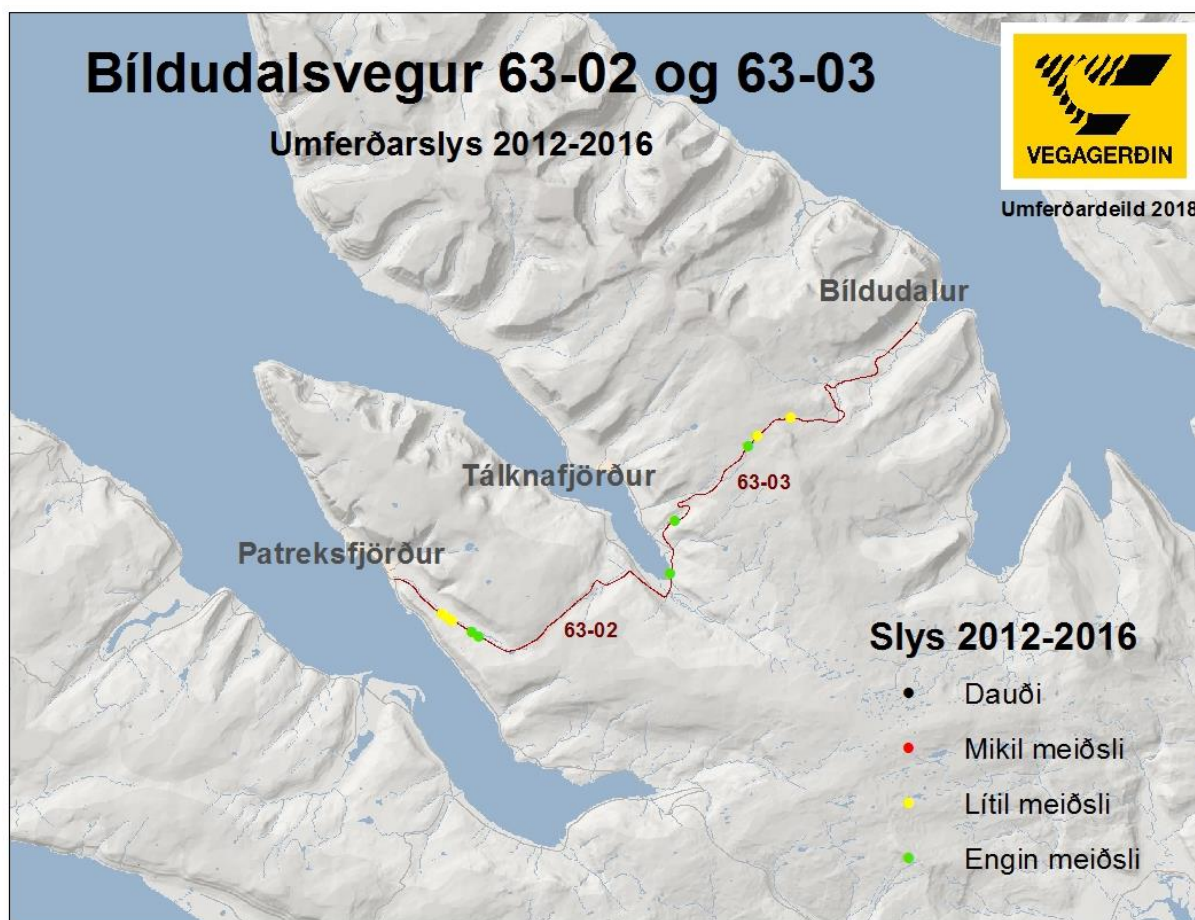 Bíldudalsvegur 63-02 og 63-03
Umferðarslys 2012-2016
VEGAGERÐIN
Umferðardeild 2018
Bíldudalur
Tálknafjörður
63-03
Patreksfjörður
63-02
Slys 2012-2016
Dauði
Mikil meiðsli
Lítil meiðsli
Engin meiðsli